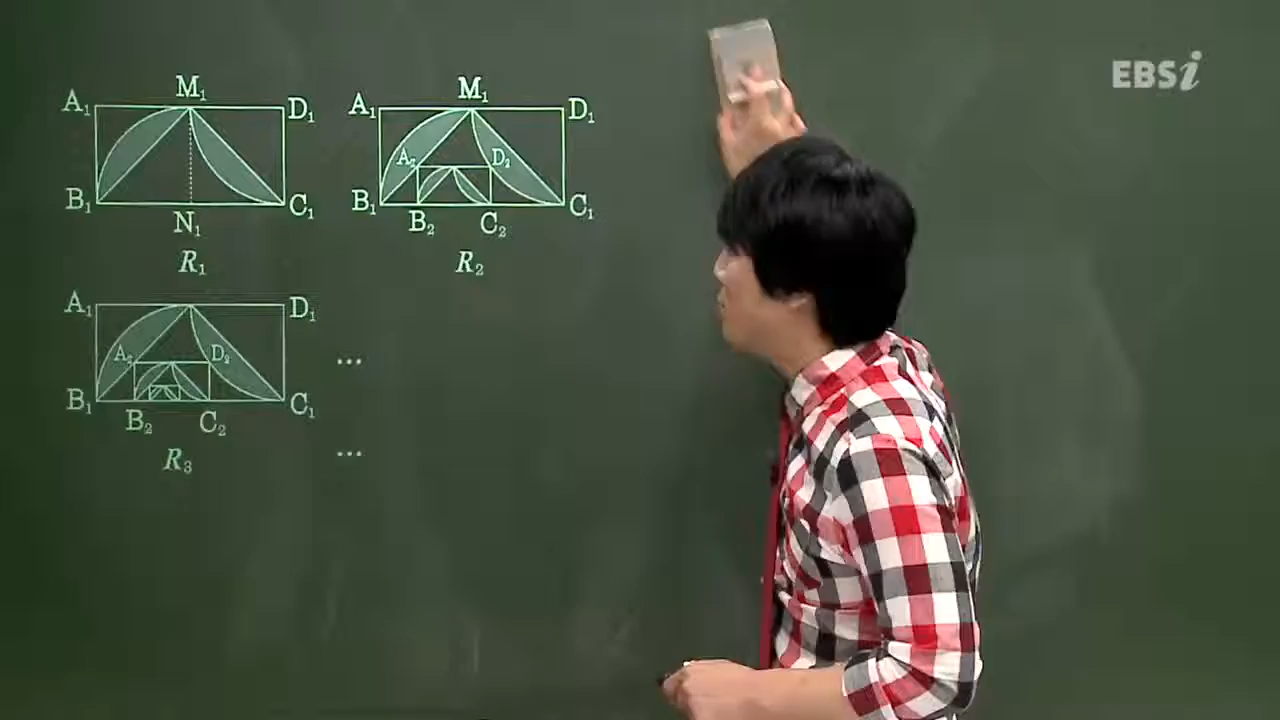 EBSi
M₁ M₁
A₁ D₁ A₁ D₁
A₂ D₂
B₁ C₁ B₁ C₁
N₁ B₂ C₂
R₁ R₂
A₁ D₁
A₂ D₂ ...
B₁ C₁
B₂ C₂
R₃ ...